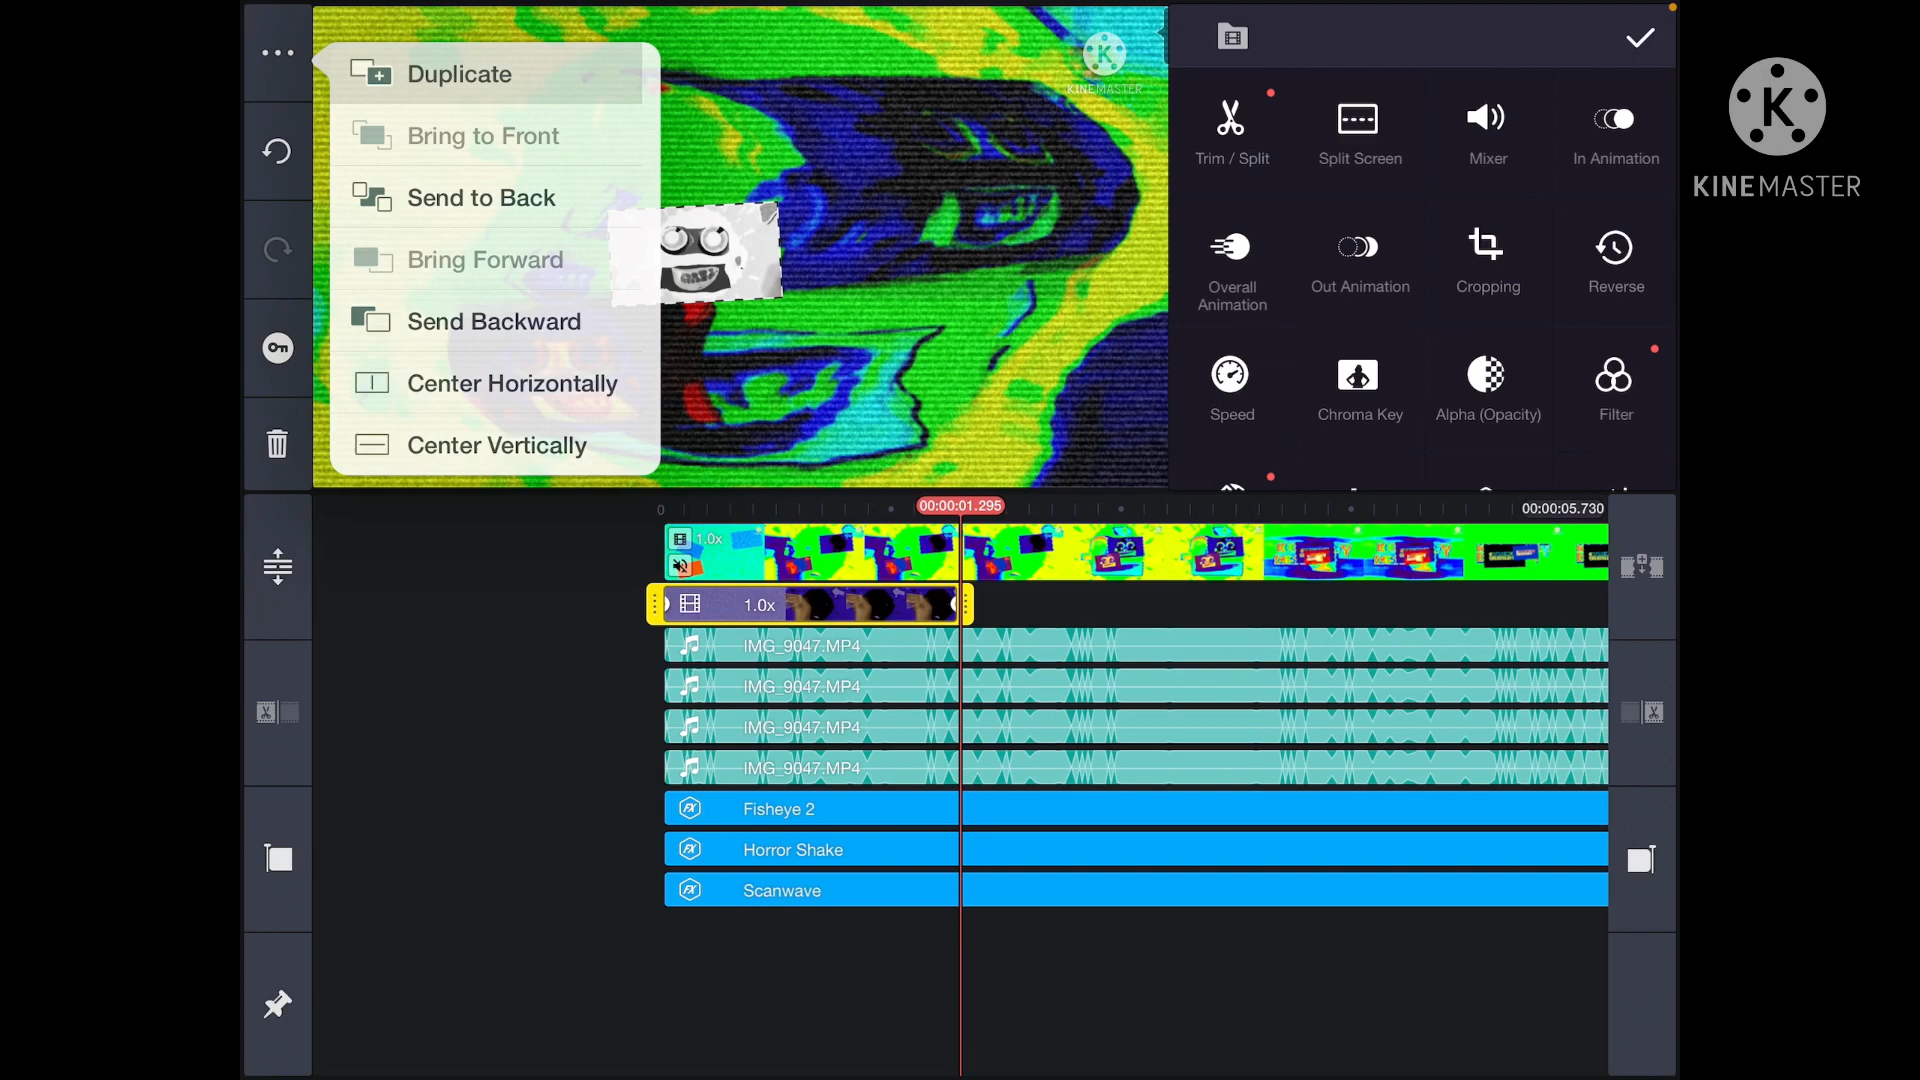 Duplicate
Bring to Front
Send to Back
Bring Forward
Send Backward
Center Horizontally
Center Vertically
KINEMASTER
Trim / Split
Split Screen
Mixer
In Animation
Overall
Animation
Out Animation
Cropping
Reverse
Speed
Chroma Key
Alpha (Opacity)
Filter
K
KINEMASTER
0
00:00:01.295
00:00:05.730
1.0x
1.0x
IMG_9047.MP4
IMG_9047.MP4
IMG_9047.MP4
IMG_9047.MP4
FX Fisheye 2
FX Horror Shake
FX Scanwave